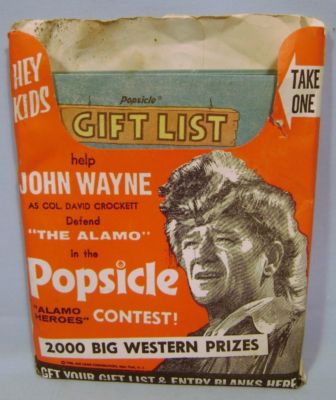 HEY KIDS
TAKE ONE
Popsicle®
GIFT LIST
help
JOHN WAYNE
AS COL. DAVID CROCKETT
Defend
"THE ALAMO"
in the
Popsicle
"ALAMO HEROES" CONTEST!
2000 BIG WESTERN PRIZES
GET YOUR GIFT LIST & ENTRY BLANKS HERE